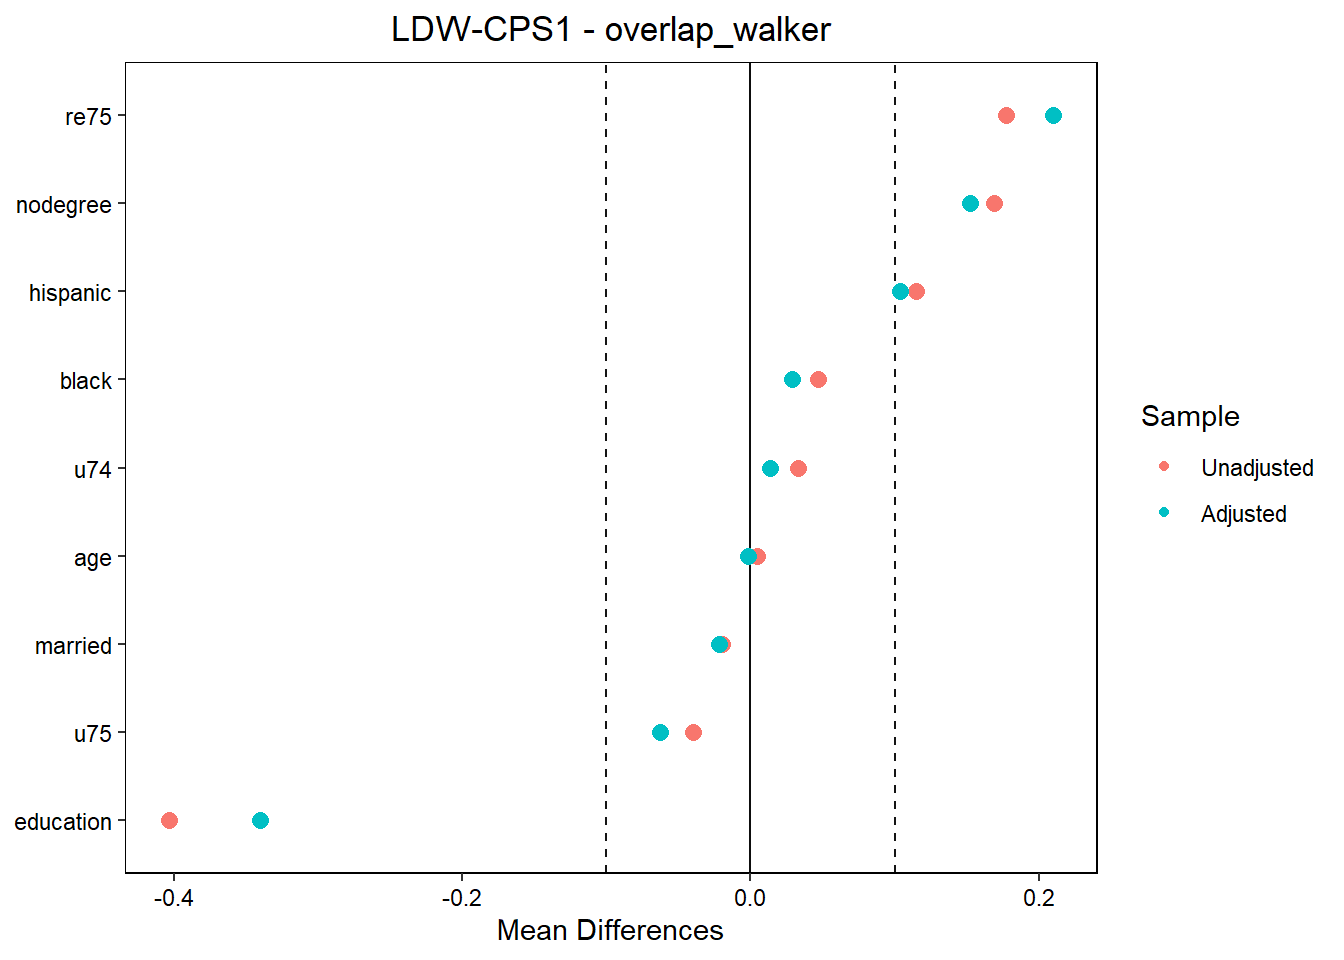 LDW-CPS1 - overlap_walker
re75
nodegree
hispanic
black
u74
age
married
u75
education
-0.4 -0.2 0.0 0.2
Mean Differences
Sample
Unadjusted
Adjusted